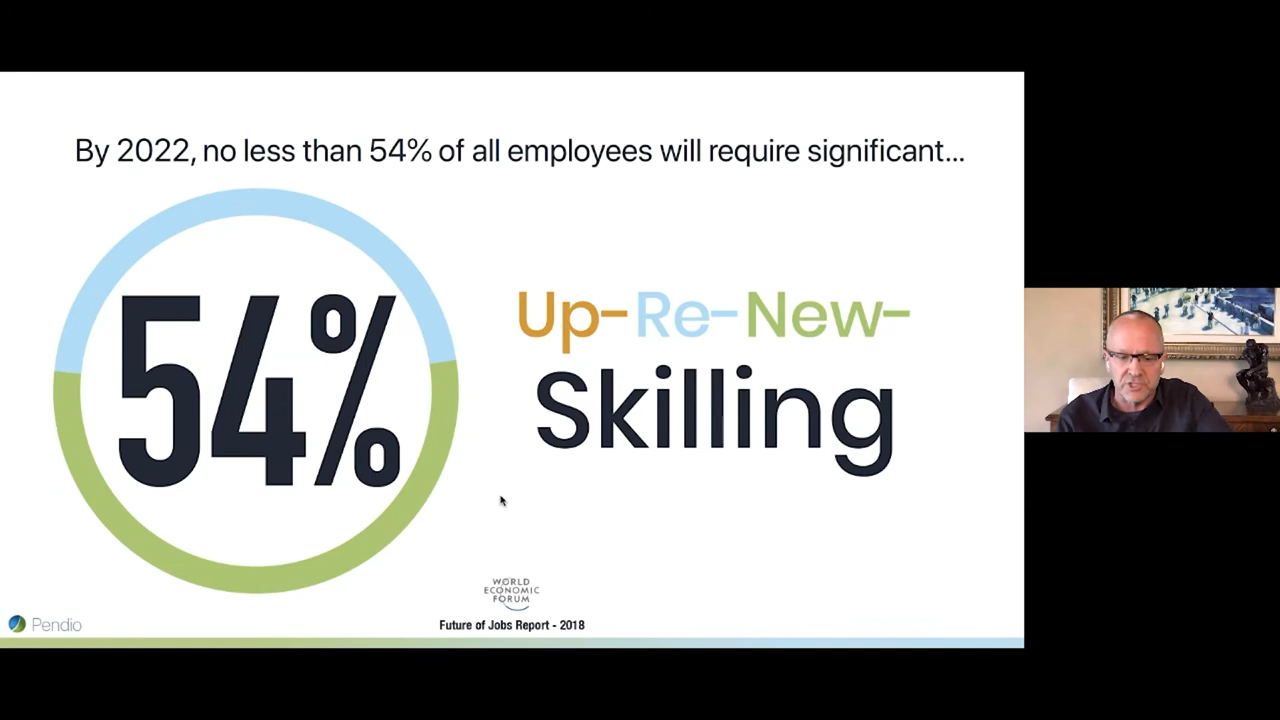 By 2022, no less than 54% of all employees will require significant...
54%
Up-Re-New-
Skilling
WORLD
ECONOMIC
FORUM
Future of Jobs Report - 2018
Pendio